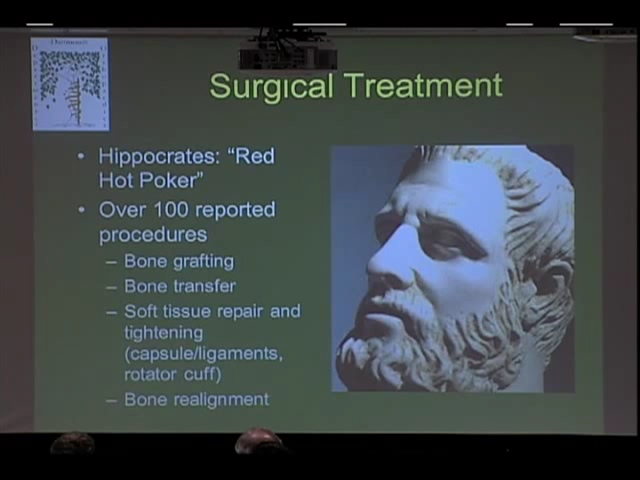 Surgical Treatment
• Hippocrates: “Red
Hot Poker”
• Over 100 reported
procedures
– Bone grafting
– Bone transfer
– Soft tissue repair and
tightening
(capsule/ligaments,
rotator cuff)
– Bone realignment